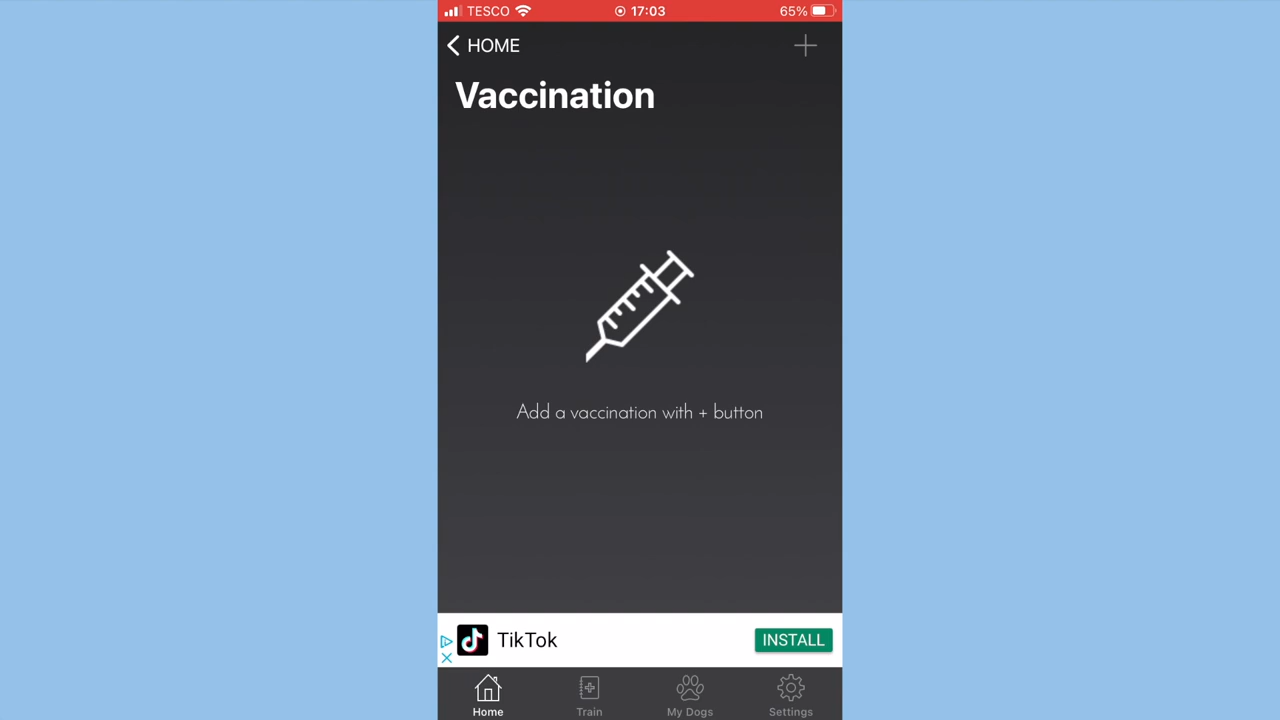 TESCO 17:03 65%
HOME
Vaccination
Add a vaccination with + button
TikTok INSTALL
Home Train My Dogs Settings